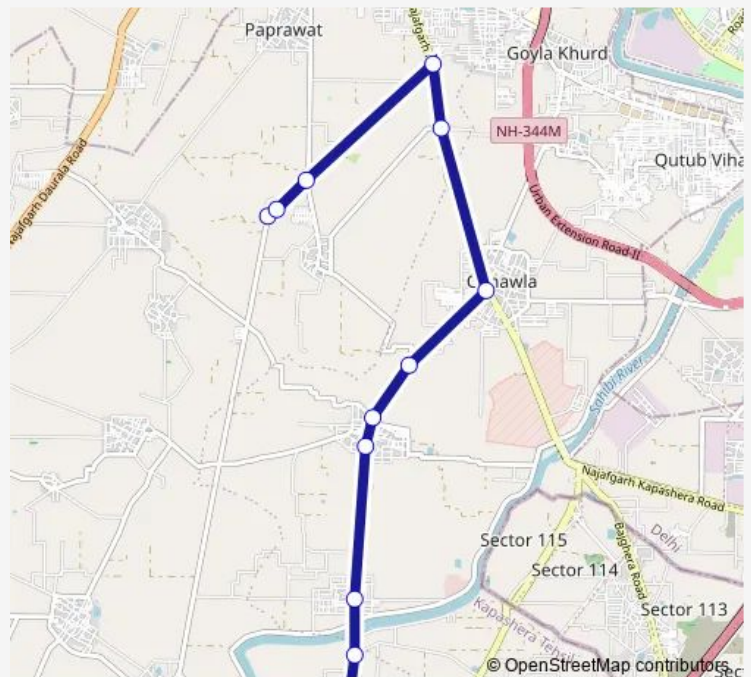 Paprawat
Najafgarh
Goyla Khurd
NH-344M
Qutub Viha
Najafgarh Daurala Road
Urban Extension Road-II
Sahibi River
Najafgarh Kapashera Road
Sector 115
Bajghera Road
Delhi
Sector 114
Kapashera Tehsil
Sector 113
© OpenStreetMap contributors